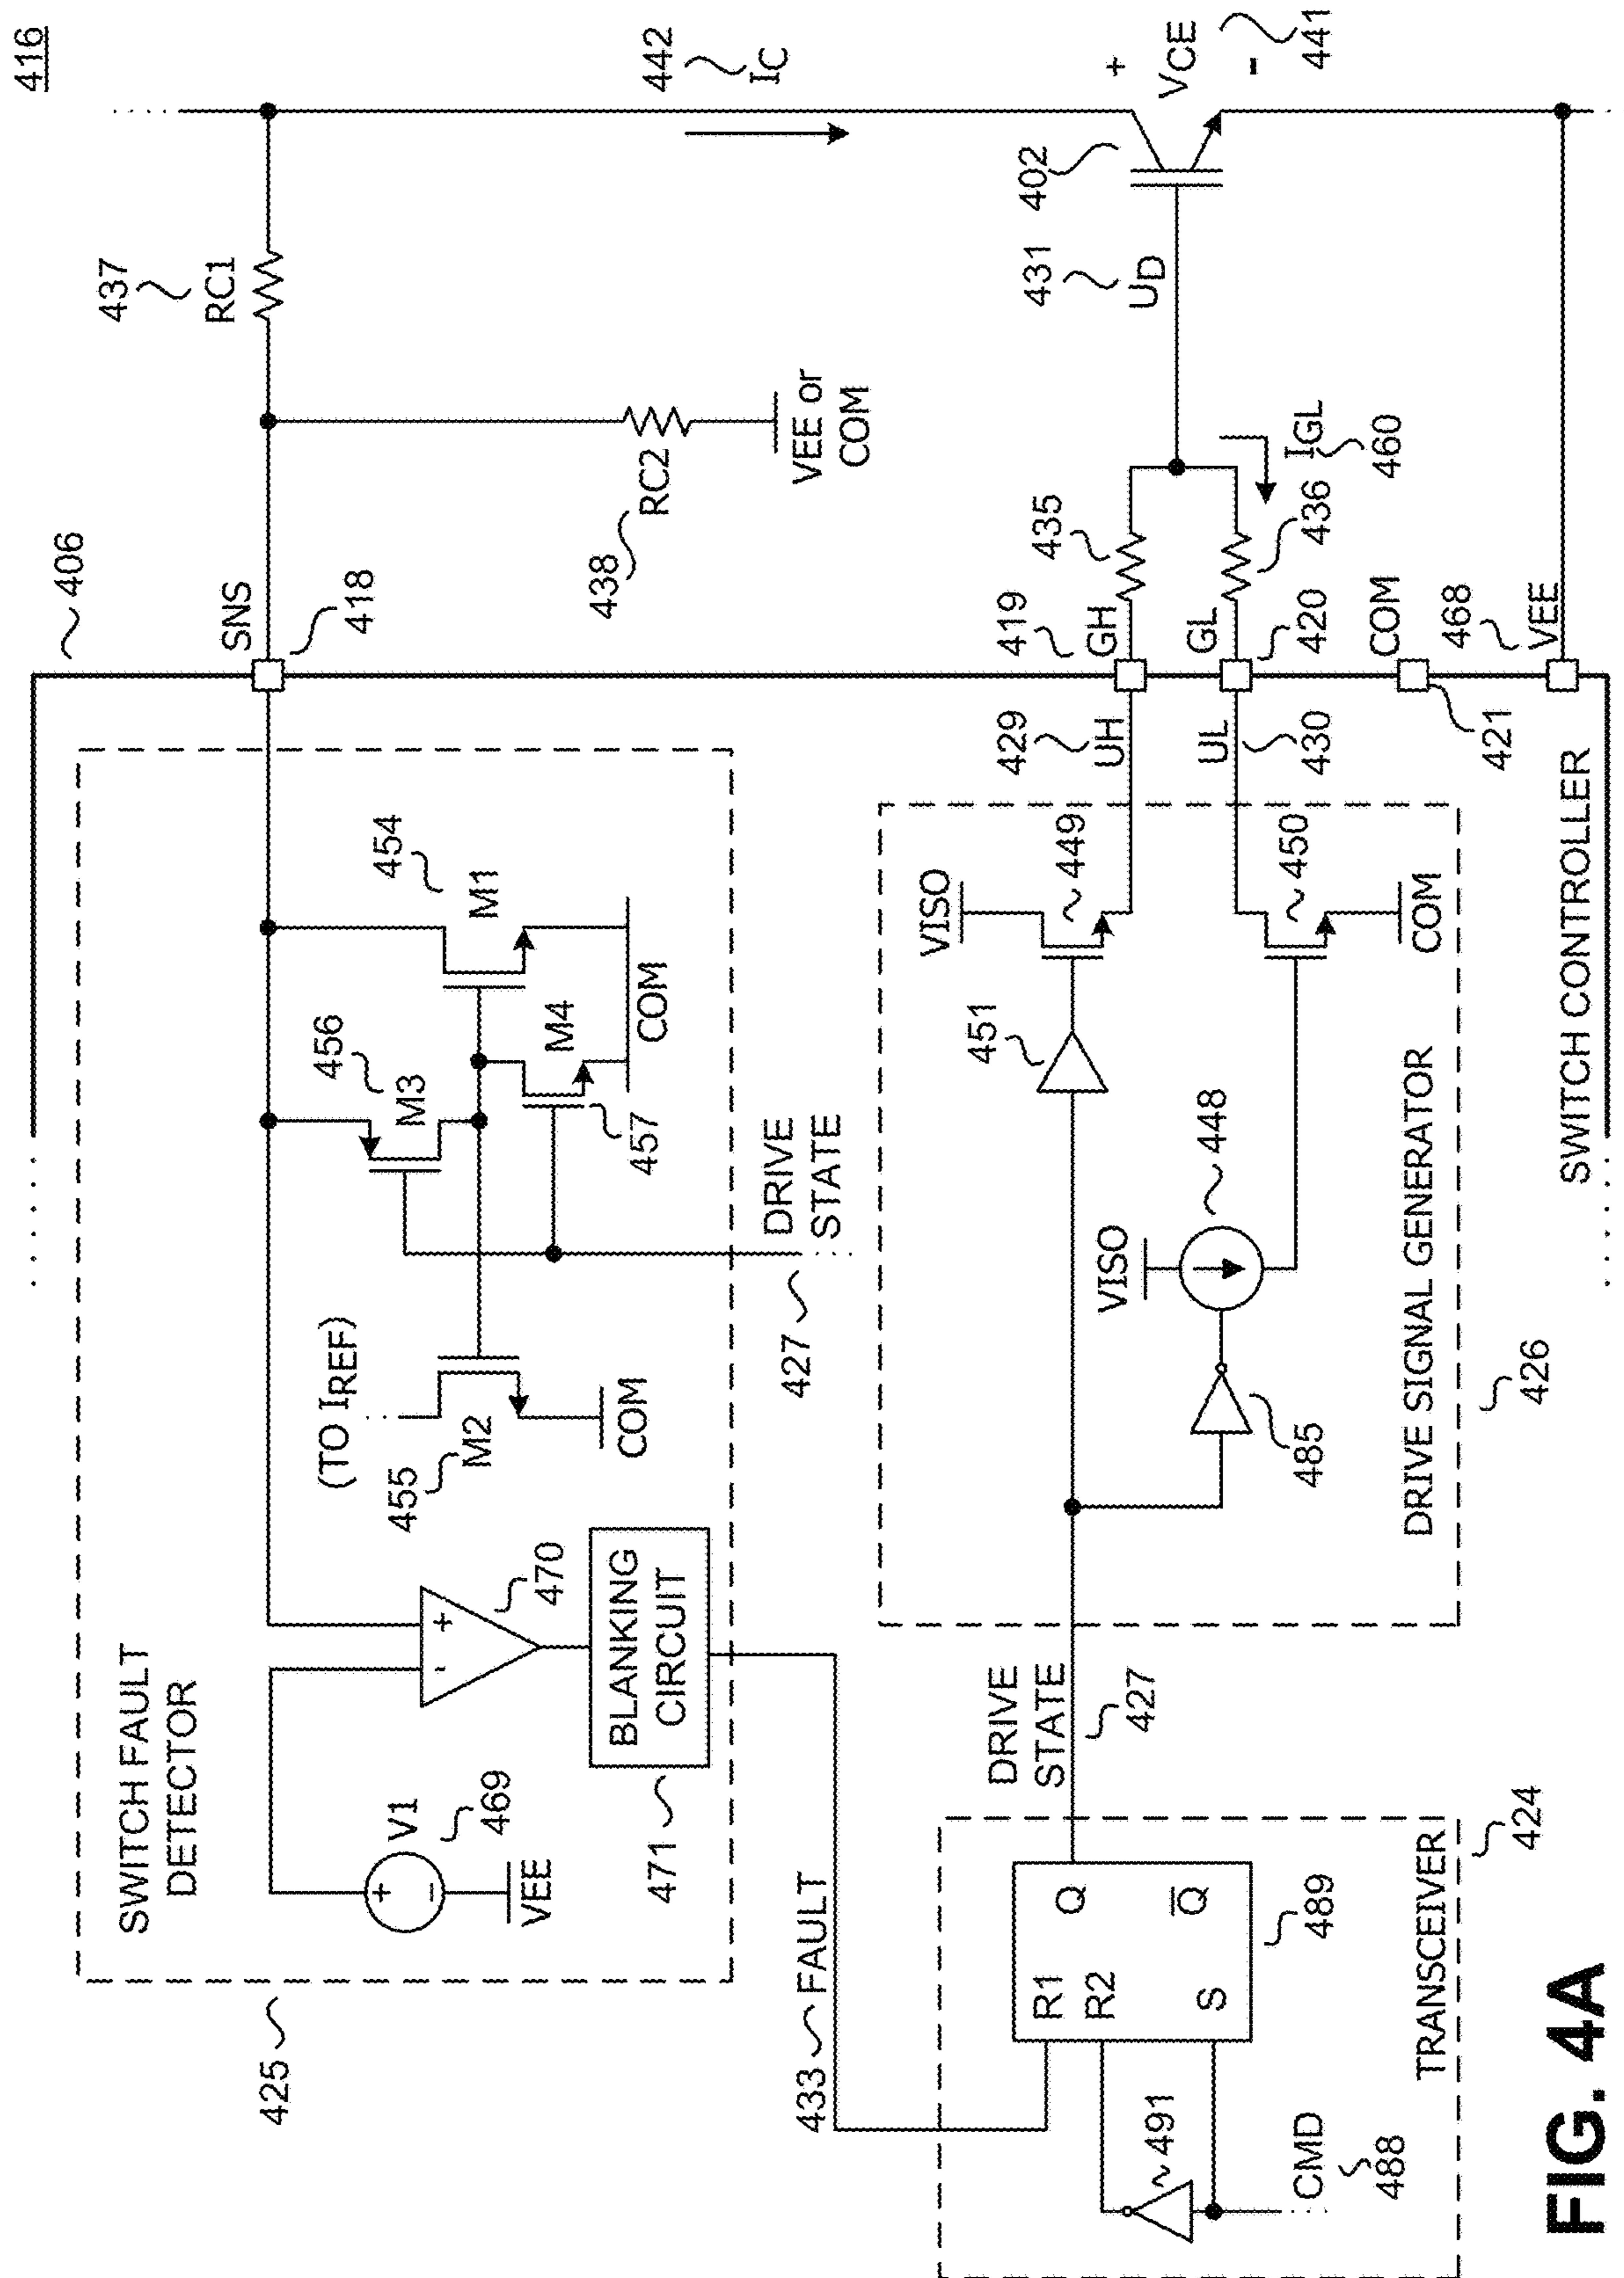 416
406
SWITCH FAULT
DETECTOR
425
V1
469
VEE
+
−
-
+
470
BLANKING
CIRCUIT
471
(TO IREF)
455
M2
COM
456
M3
454
M1
M4
457
COM
DRIVE
STATE
427
SNS
418
437
RC1
438
RC2
VEE or
COM
442
IC
433
FAULT
TRANSCEIVER
424
R1
R2
S
Q
Q̅
489
491
CMD
488
DRIVE
STATE
427
451
VISO
449
VISO
448
485
450
COM
DRIVE SIGNAL GENERATOR
426
429
UH
UL
430
419
GH
GL
420
435
436
IGL
460
431
UD
402
+
VCE
-
441
COM
421
468
VEE
SWITCH CONTROLLER
FIG. 4A